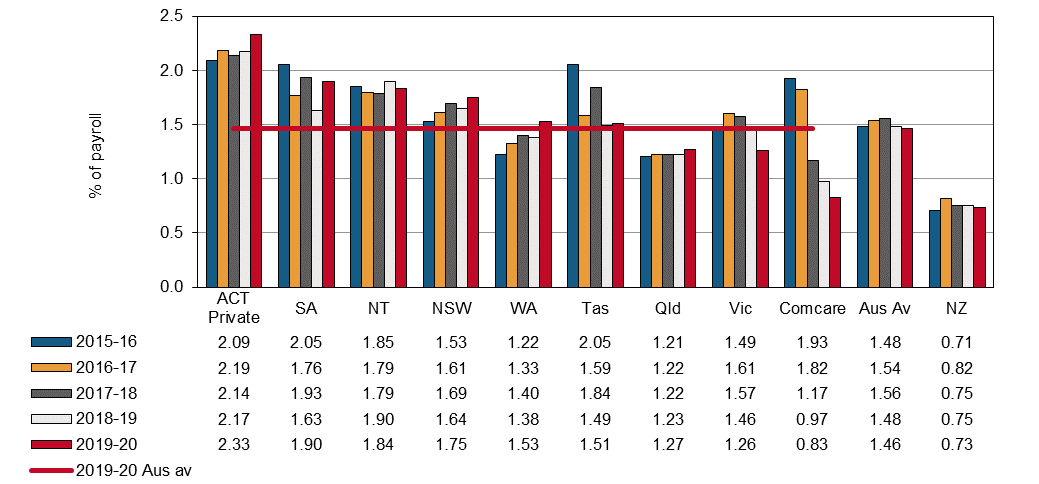 2.5
2.0
1.5
1.0
0.5
0.0
% of payroll
ACT Private SA NT NSW WA Tas Qld Vic Comcare Aus Av NZ
2015-16 2.09 2.05 1.85 1.53 1.22 2.05 1.21 1.49 1.93 1.48 0.71
2016-17 2.19 1.76 1.79 1.61 1.33 1.59 1.22 1.61 1.82 1.54 0.82
2017-18 2.14 1.93 1.79 1.69 1.40 1.84 1.22 1.57 1.17 1.56 0.75
2018-19 2.17 1.63 1.90 1.64 1.38 1.49 1.23 1.46 0.97 1.48 0.75
2019-20 2.33 1.90 1.84 1.75 1.53 1.51 1.27 1.26 0.83 1.46 0.73
2019-20 Aus av